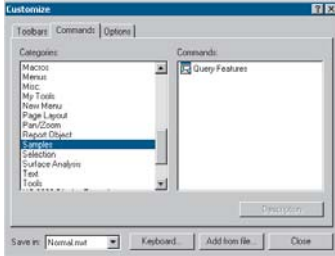 Customize
Toolbars Commands Options
Categories: Commands:
Macros
Menus
Misc.
My Tools
New Menu
Page Layout
Pan/Zoom
Report Object
Samples
Selection
Surface Analysis
Text
Tools
Query Features
Description
Save in: Normal.mxt Keyboard... Add from file... Close